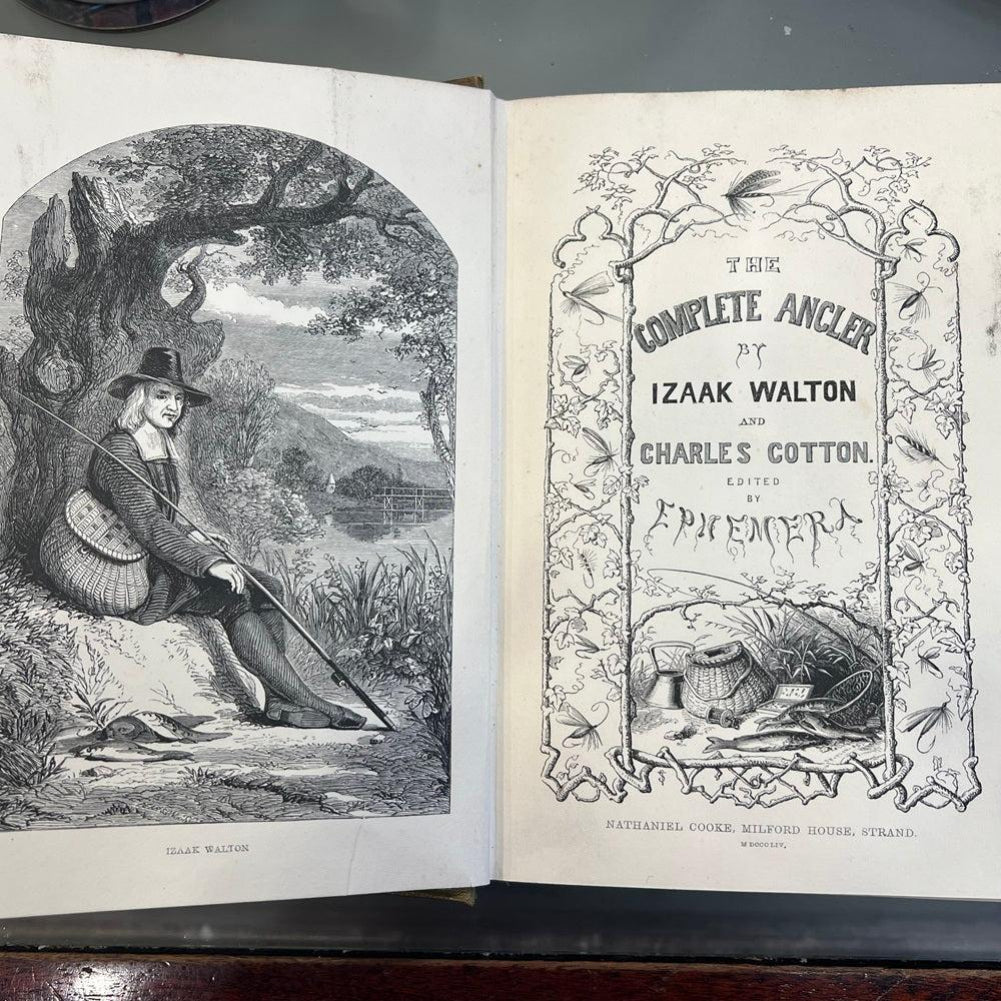 IZAAK WALTON
THE
COMPLETE ANGLER
BY
IZAAK WALTON
AND
CHARLES COTTON.
EDITED
BY
EPHEMERA
NATHANIEL COOKE, MILFORD HOUSE, STRAND.
MDCCCLIV.